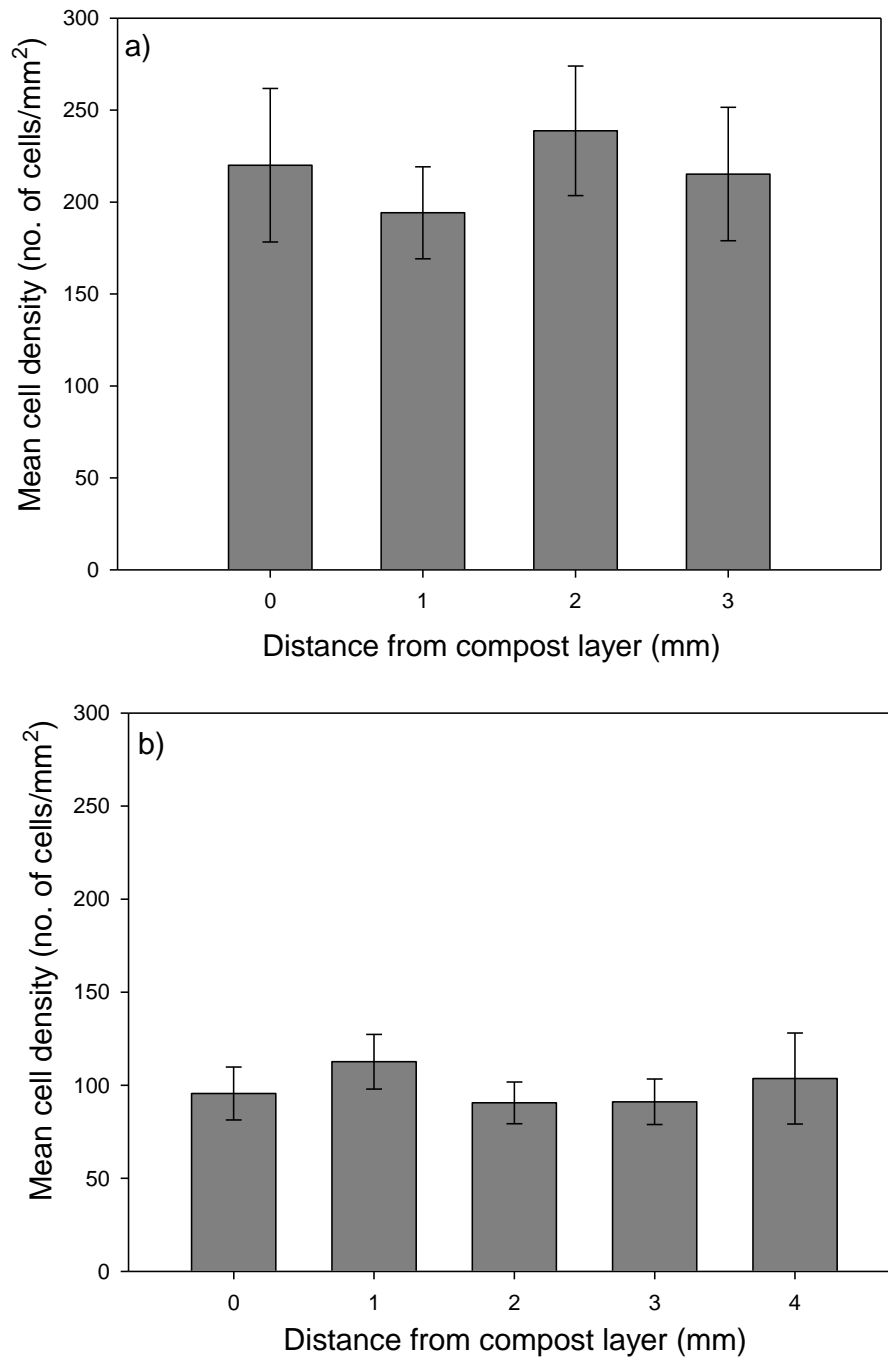 a)
Mean cell density (no. of cells/mm²)
300
250
200
150
100
50
0
0 1 2 3
Distance from compost layer (mm)
b)
Mean cell density (no. of cells/mm²)
300
250
200
150
100
50
0
0 1 2 3 4
Distance from compost layer (mm)